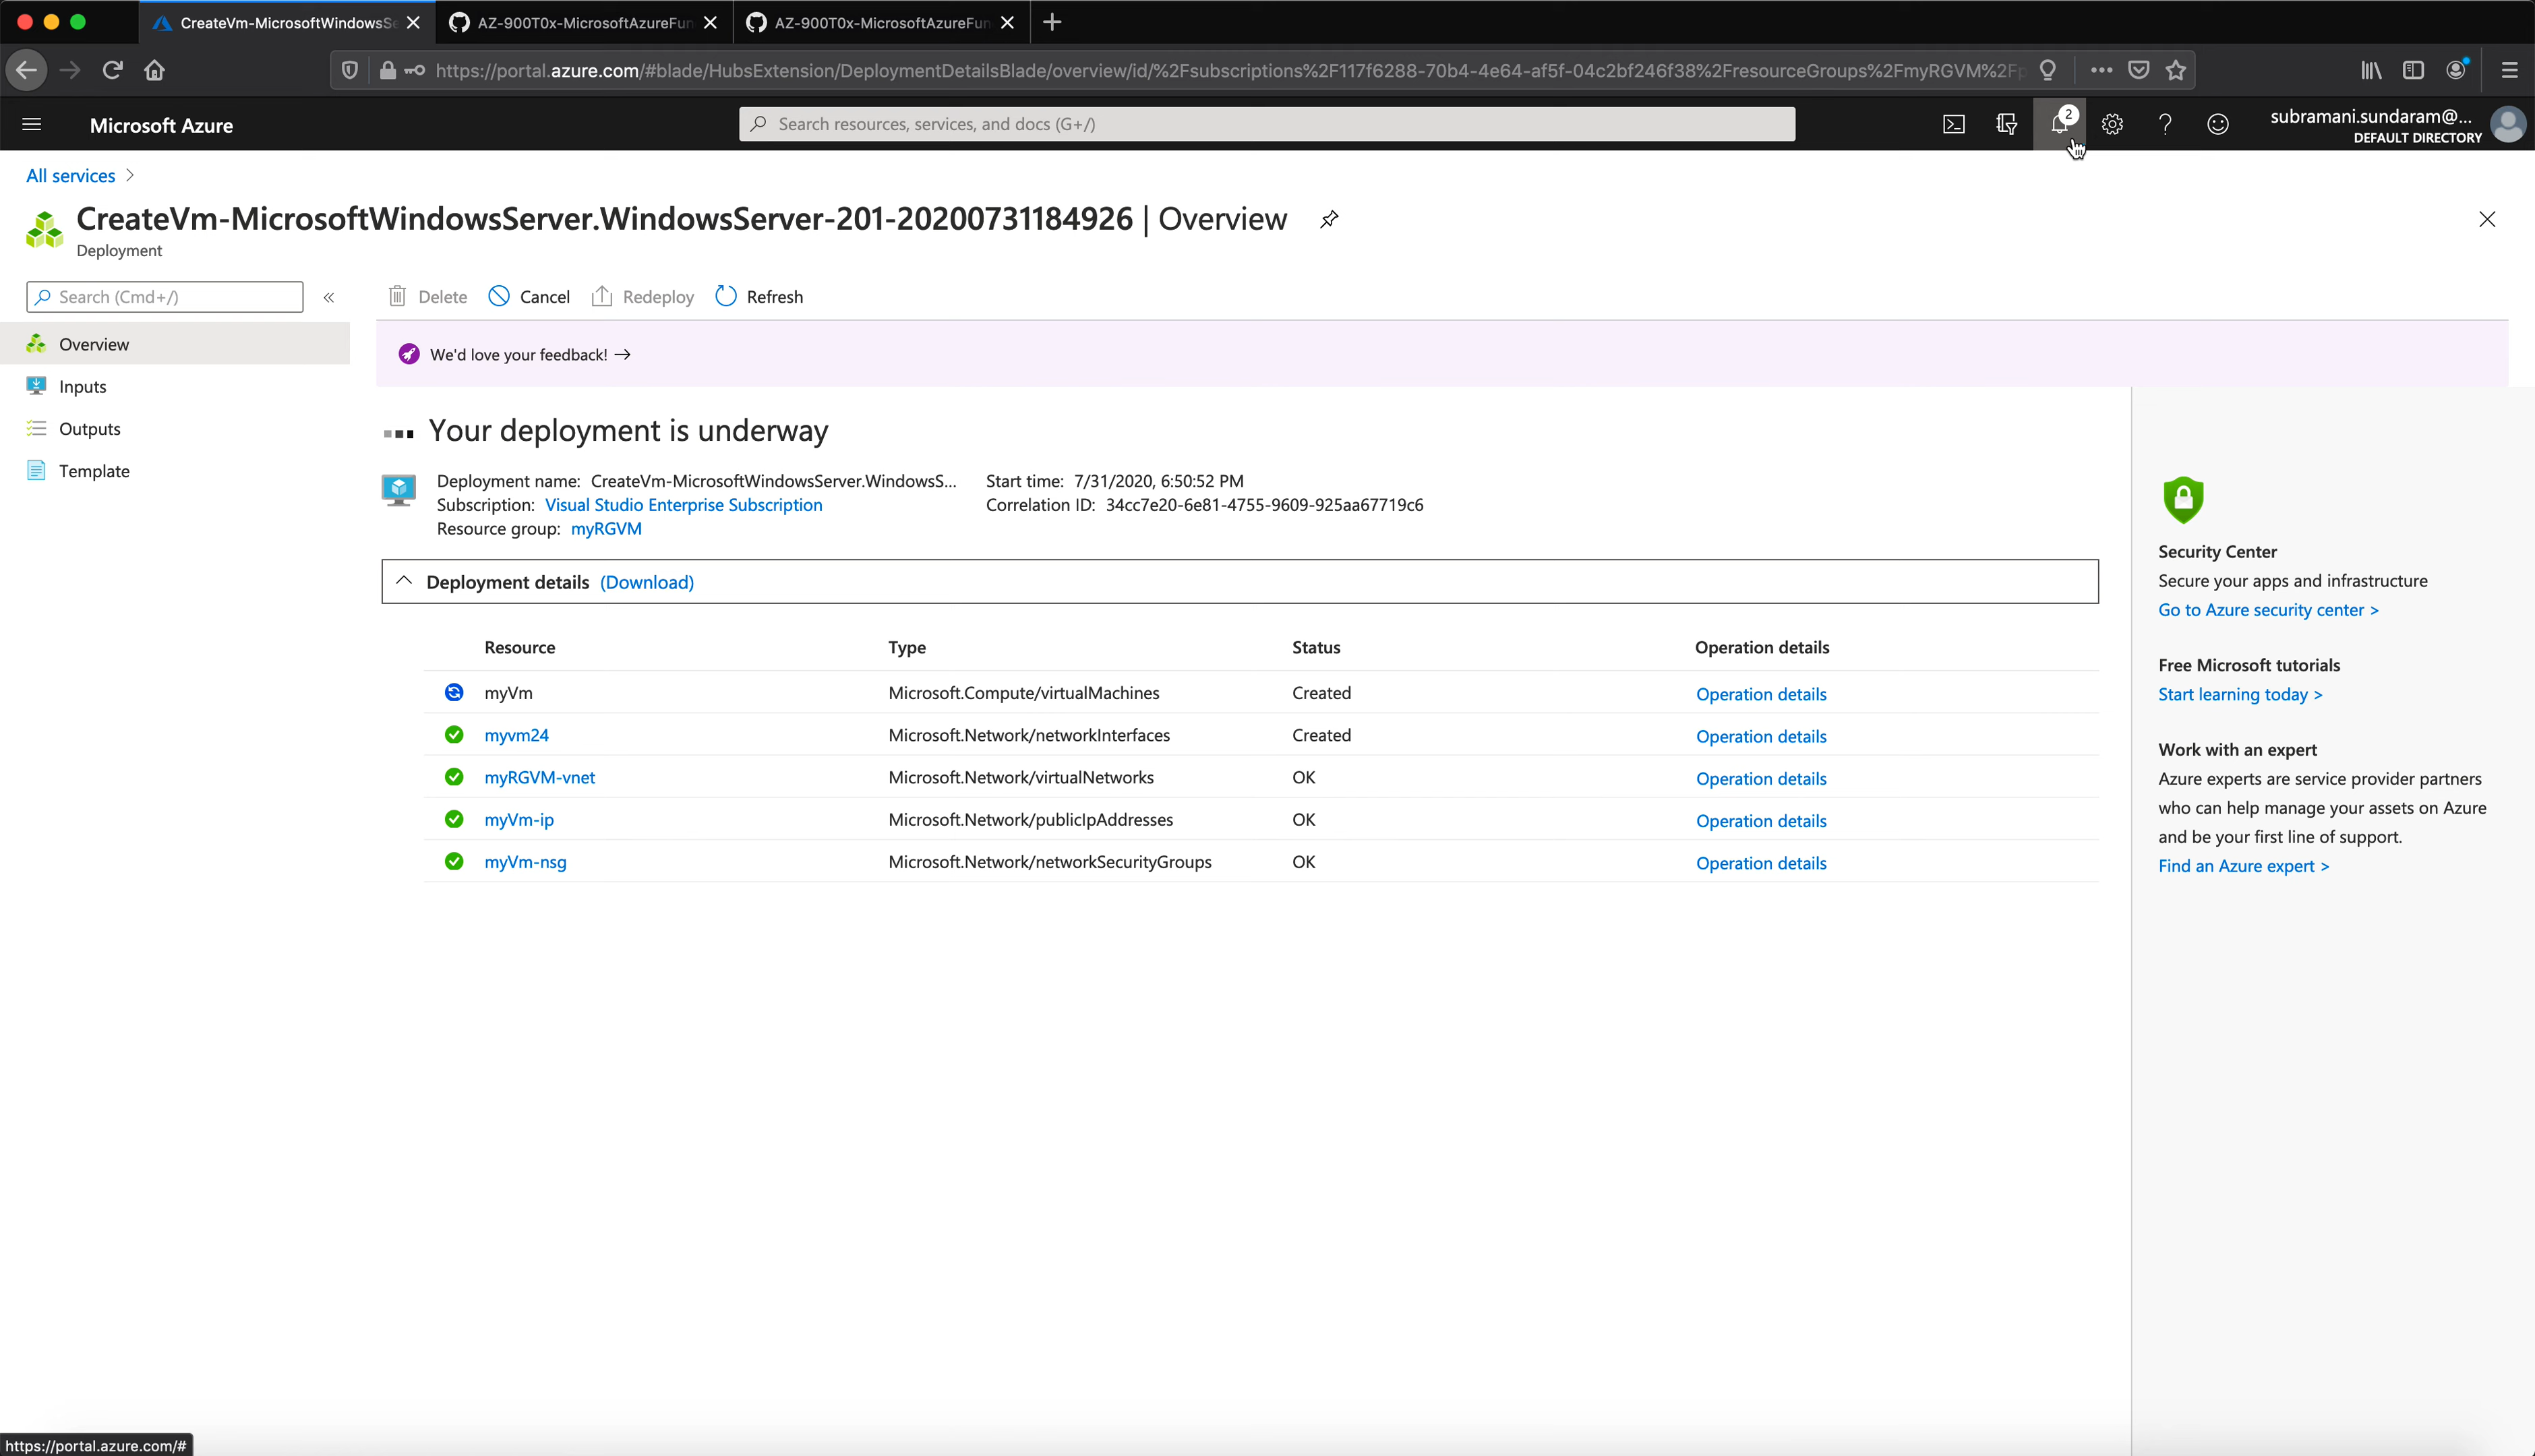 CreateVm-MicrosoftWindowsSe
AZ-900T0x-MicrosoftAzureFun
AZ-900T0x-MicrosoftAzureFun
https://portal.azure.com/#blade/HubsExtension/DeploymentDetailsBlade/overview/id/%2Fsubscriptions%2F117f6288-70b4-4e64-af5f-04c2bf246f38%2FresourceGroups%2FmyRGVM%2Fp
Microsoft Azure
Search resources, services, and docs (G+/)
2
subramani.sundaram@...
DEFAULT DIRECTORY
All services >
CreateVm-MicrosoftWindowsServer.WindowsServer-201-20200731184926 | Overview
Deployment
Search (Cmd+/)
«
Delete
Cancel
Redeploy
Refresh
Overview
Inputs
Outputs
Template
We'd love your feedback! →
Your deployment is underway
Deployment name: CreateVm-MicrosoftWindowsServer.WindowsS...
Subscription: Visual Studio Enterprise Subscription
Resource group: myRGVM
Start time: 7/31/2020, 6:50:52 PM
Correlation ID: 34cc7e20-6e81-4755-9609-925aa67719c6
Deployment details (Download)
Resource Type Status Operation details
myVm Microsoft.Compute/virtualMachines Created Operation details
myvm24 Microsoft.Network/networkInterfaces Created Operation details
myRGVM-vnet Microsoft.Network/virtualNetworks OK Operation details
myVm-ip Microsoft.Network/publicIpAddresses OK Operation details
myVm-nsg Microsoft.Network/networkSecurityGroups OK Operation details
Security Center
Secure your apps and infrastructure
Go to Azure security center >
Free Microsoft tutorials
Start learning today >
Work with an expert
Azure experts are service provider partners
who can help manage your assets on Azure
and be your first line of support.
Find an Azure expert >
https://portal.azure.com/#